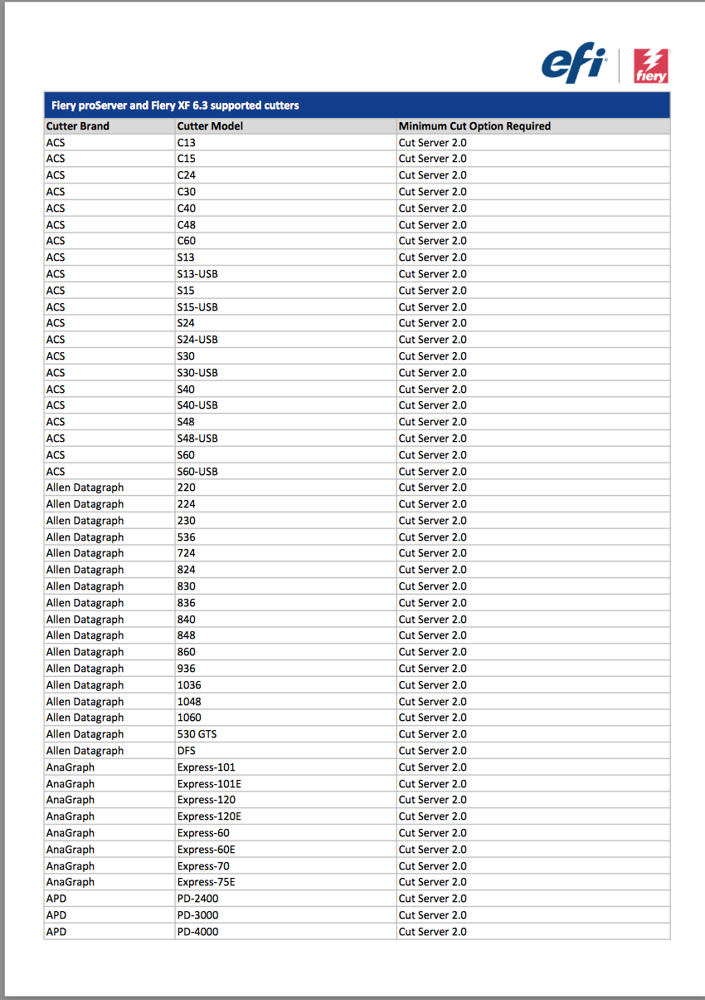 efi
fiery
Fiery proServer and Fiery XF 6.3 supported cutters
Cutter Brand Cutter Model Minimum Cut Option Required
ACS C13 Cut Server 2.0
ACS C15 Cut Server 2.0
ACS C24 Cut Server 2.0
ACS C30 Cut Server 2.0
ACS C40 Cut Server 2.0
ACS C48 Cut Server 2.0
ACS C60 Cut Server 2.0
ACS S13 Cut Server 2.0
ACS S13-USB Cut Server 2.0
ACS S15 Cut Server 2.0
ACS S15-USB Cut Server 2.0
ACS S24 Cut Server 2.0
ACS S24-USB Cut Server 2.0
ACS S30 Cut Server 2.0
ACS S30-USB Cut Server 2.0
ACS S40 Cut Server 2.0
ACS S40-USB Cut Server 2.0
ACS S48 Cut Server 2.0
ACS S48-USB Cut Server 2.0
ACS S60 Cut Server 2.0
ACS S60-USB Cut Server 2.0
Allen Datagraph 220 Cut Server 2.0
Allen Datagraph 224 Cut Server 2.0
Allen Datagraph 230 Cut Server 2.0
Allen Datagraph 536 Cut Server 2.0
Allen Datagraph 724 Cut Server 2.0
Allen Datagraph 824 Cut Server 2.0
Allen Datagraph 830 Cut Server 2.0
Allen Datagraph 836 Cut Server 2.0
Allen Datagraph 840 Cut Server 2.0
Allen Datagraph 848 Cut Server 2.0
Allen Datagraph 860 Cut Server 2.0
Allen Datagraph 936 Cut Server 2.0
Allen Datagraph 1036 Cut Server 2.0
Allen Datagraph 1048 Cut Server 2.0
Allen Datagraph 1060 Cut Server 2.0
Allen Datagraph 530 GTS Cut Server 2.0
Allen Datagraph DFS Cut Server 2.0
AnaGraph Express-101 Cut Server 2.0
AnaGraph Express-101E Cut Server 2.0
AnaGraph Express-120 Cut Server 2.0
AnaGraph Express-120E Cut Server 2.0
AnaGraph Express-60 Cut Server 2.0
AnaGraph Express-60E Cut Server 2.0
AnaGraph Express-70 Cut Server 2.0
AnaGraph Express-75E Cut Server 2.0
APD PD-2400 Cut Server 2.0
APD PD-3000 Cut Server 2.0
APD PD-4000 Cut Server 2.0